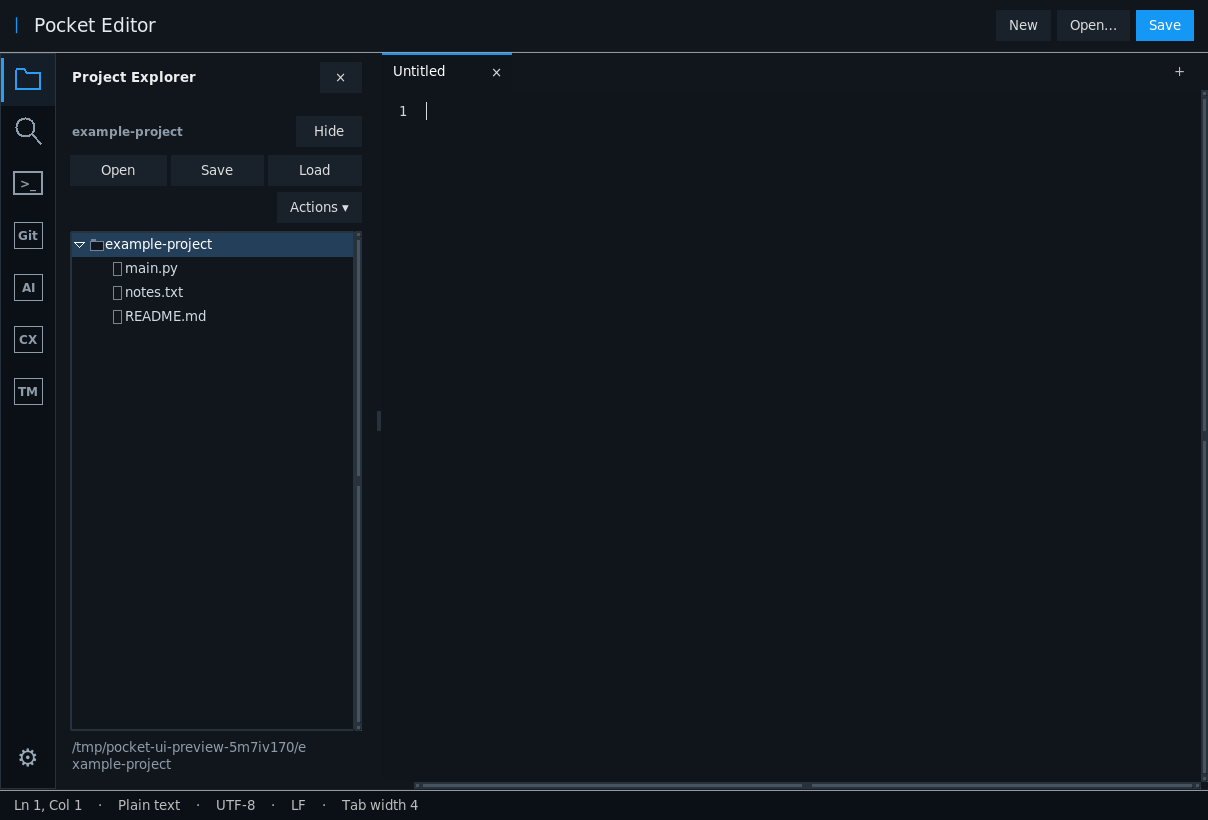 Pocket Editor
New Open... Save
Project Explorer ×
example-project Hide
Open Save Load
Actions ▾
example-project
main.py
notes.txt
README.md
/tmp/pocket-ui-preview-5m7iv170/e
xample-project
>_
Git
AI
CX
TM
Untitled × +
1
Ln 1, Col 1 · Plain text · UTF-8 · LF · Tab width 4